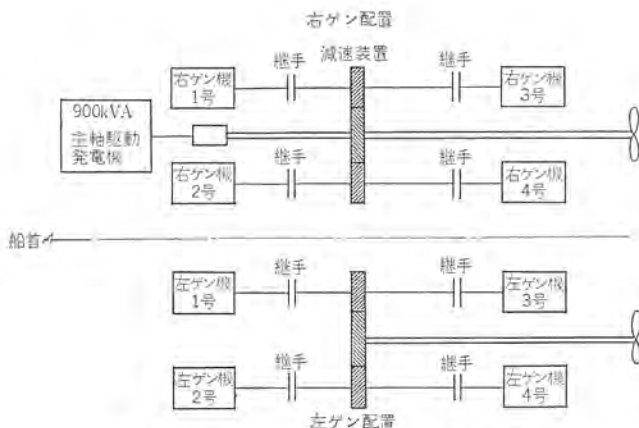 右ゲン配置
継手
減速装置
継手
右ゲン機
1号
右ゲン機
3号
900kVA
主軸駆動
発電機
継手
継手
右ゲン機
2号
右ゲン機
4号
船首
継手
継手
左ゲン機
1号
左ゲン機
3号
継手
継手
左ゲン機
2号
左ゲン機
4号
左ゲン配置